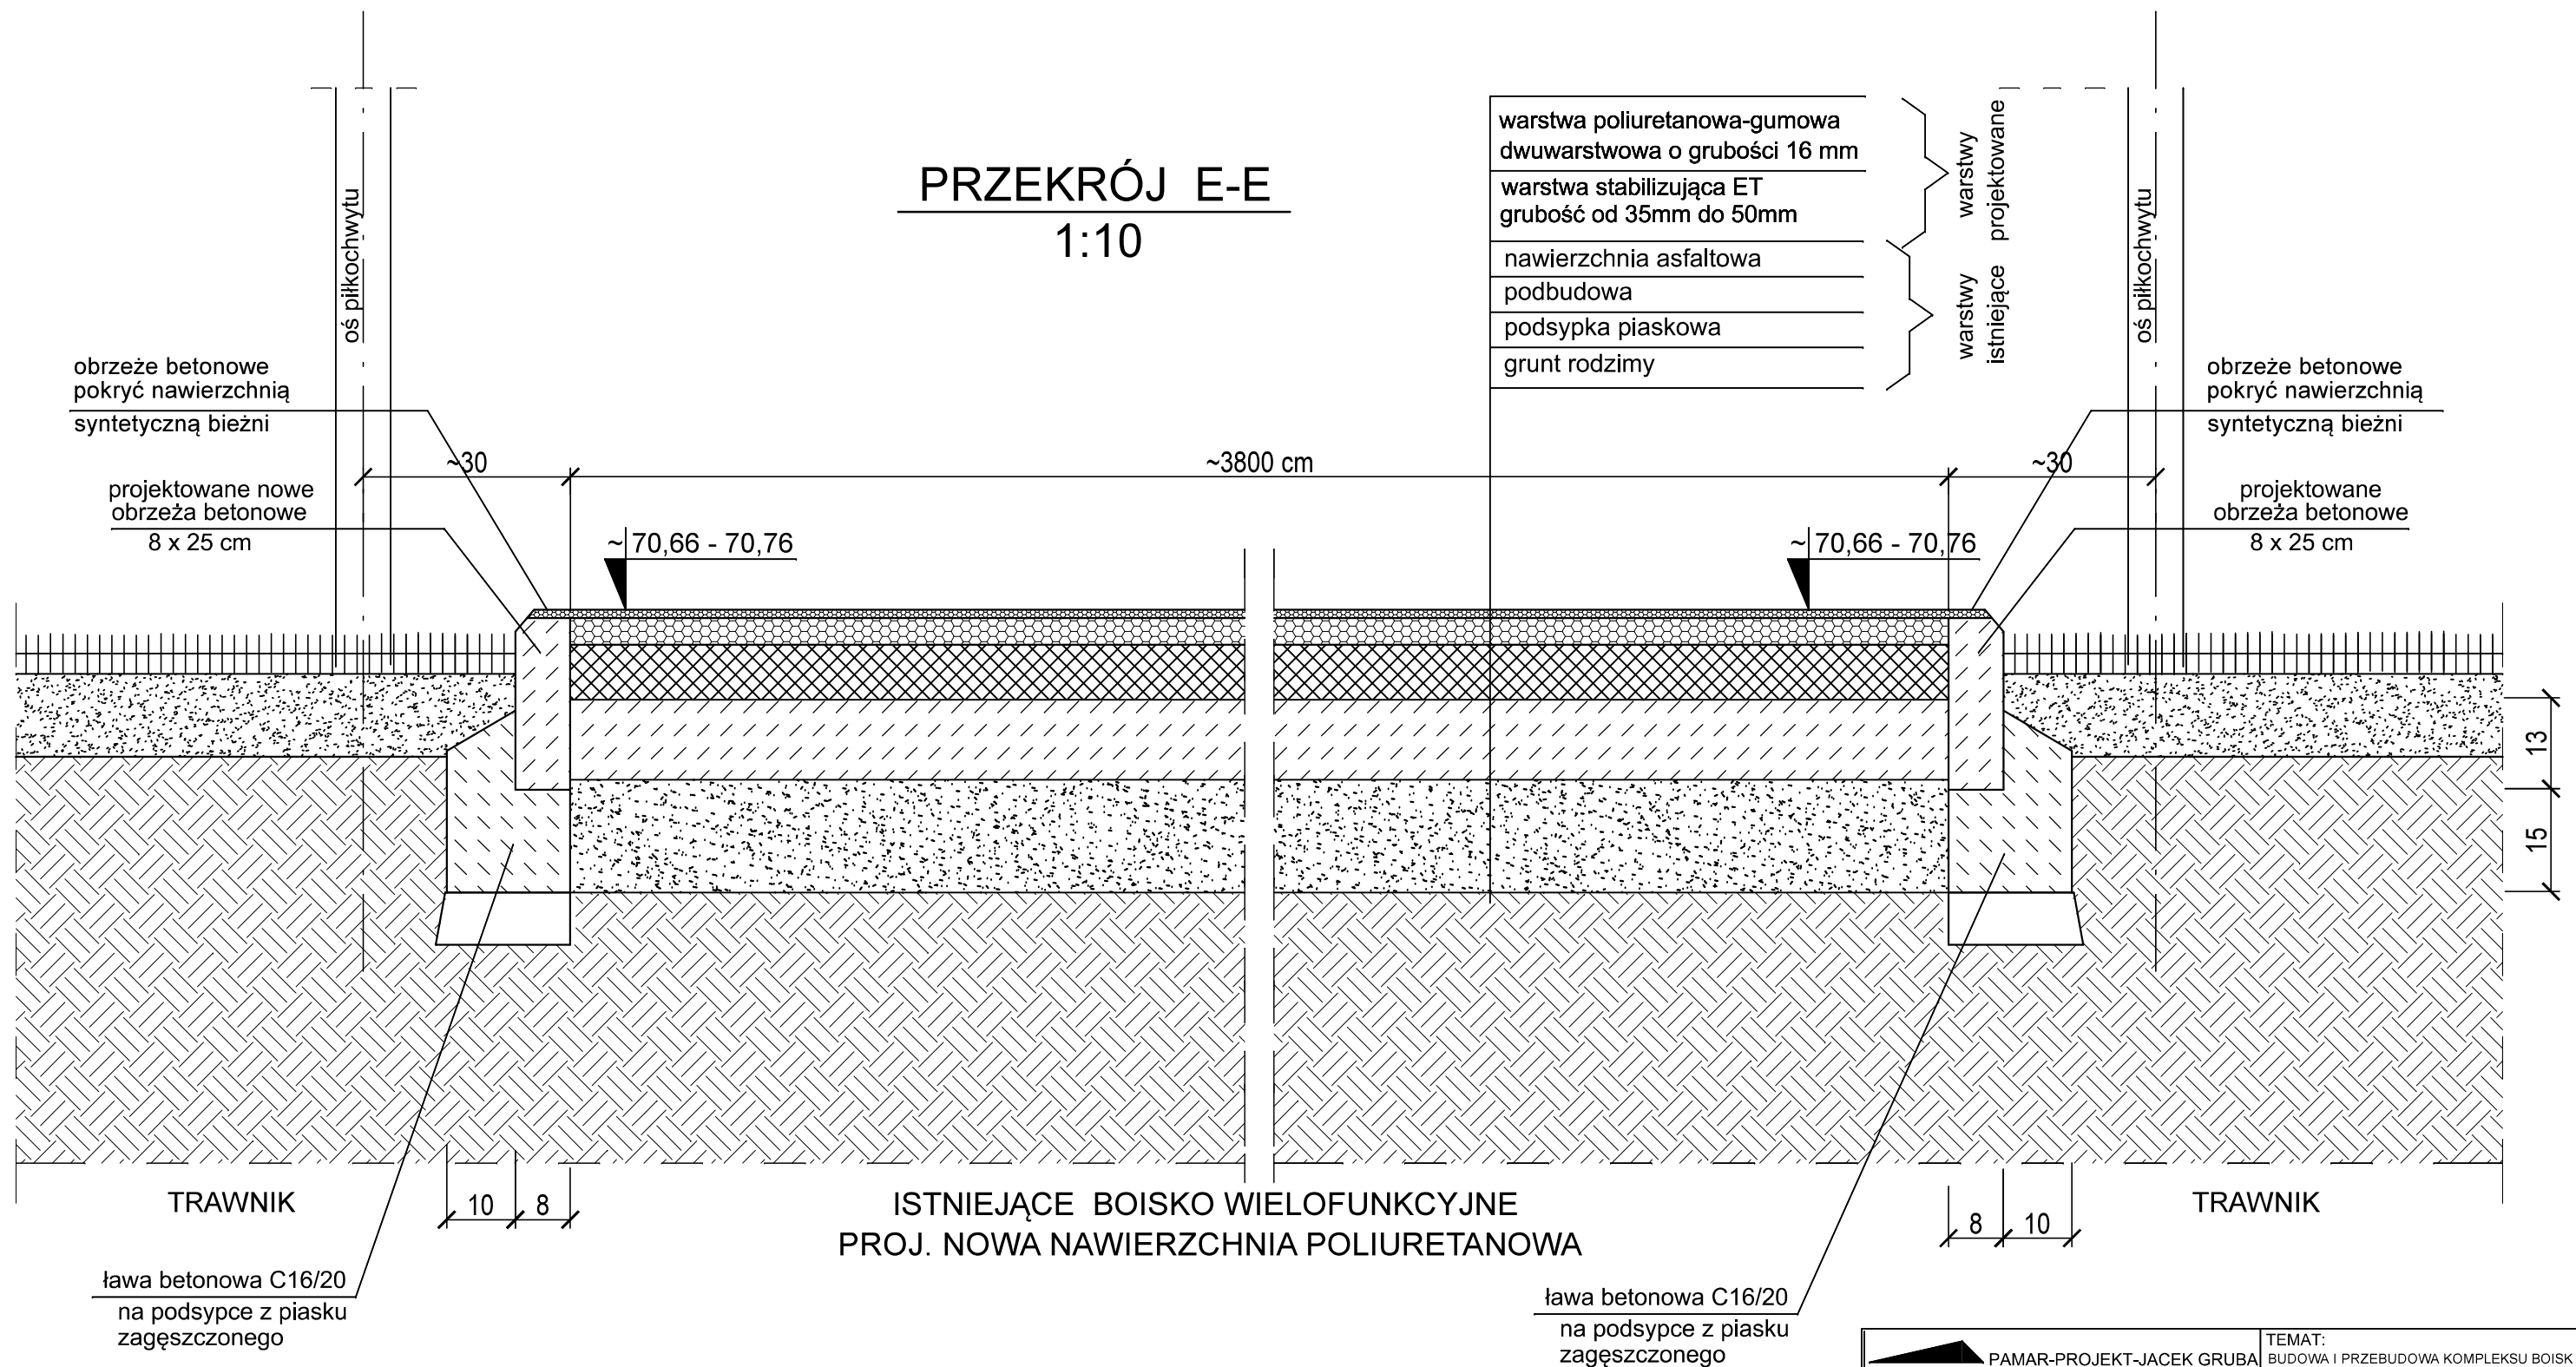 PRZEKRÓJ E-E
1:10
oś piłkochwytu
warstwa poliuretanowa-gumowa
dwuwarstwowa o grubości 16 mm
warstwa stabilizująca ET
grubość od 35mm do 50mm
nawierzchnia asfaltowa
podbudowa
podsypka piaskowa
grunt rodzimy
warstwy
projektowane
warstwy
istniejące
oś piłkochwytu
obrzeże betonowe
pokryć nawierzchnią
syntetyczną bieżni
obrzeże betonowe
pokryć nawierzchnią
syntetyczną bieżni
~30
~3800 cm
~30
projektowane nowe
obrzeża betonowe
8 x 25 cm
projektowane
obrzeża betonowe
8 x 25 cm
~ 70,66 - 70,76
~ 70,66 - 70,76
13
15
TRAWNIK
10
8
ISTNIEJĄCE BOISKO WIELOFUNKCYJNE
PROJ. NOWA NAWIERZCHNIA POLIURETANOWA
8
10
TRAWNIK
ława betonowa C16/20
na podsypce z piasku
zagęszczonego
ława betonowa C16/20
na podsypce z piasku
zagęszczonego
PAMAR-PROJEKT-JACEK GRUBA
TEMAT:
BUDOWA I PRZEBUDOWA KOMPLEKSU BOISK